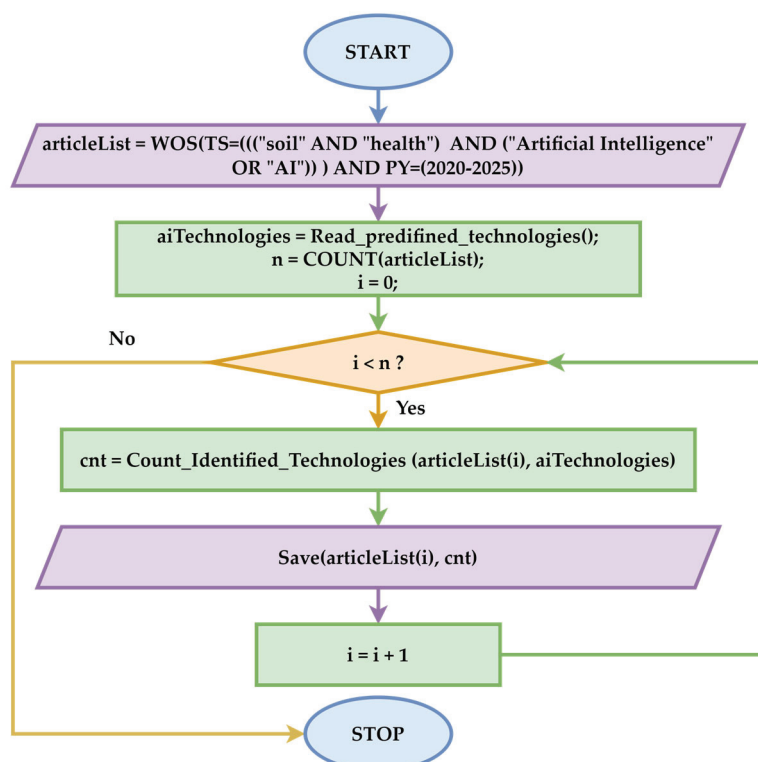 START
articleList = WOS(TS=((("soil" AND "health") AND ("Artificial Intelligence"
OR "AI")) ) AND PY=(2020-2025))
aiTechnologies = Read_predifined_technologies();
n = COUNT(articleList);
i = 0;
No
i < n ?
Yes
cnt = Count_Identified_Technologies (articleList(i), aiTechnologies)
Save(articleList(i), cnt)
i = i + 1
STOP